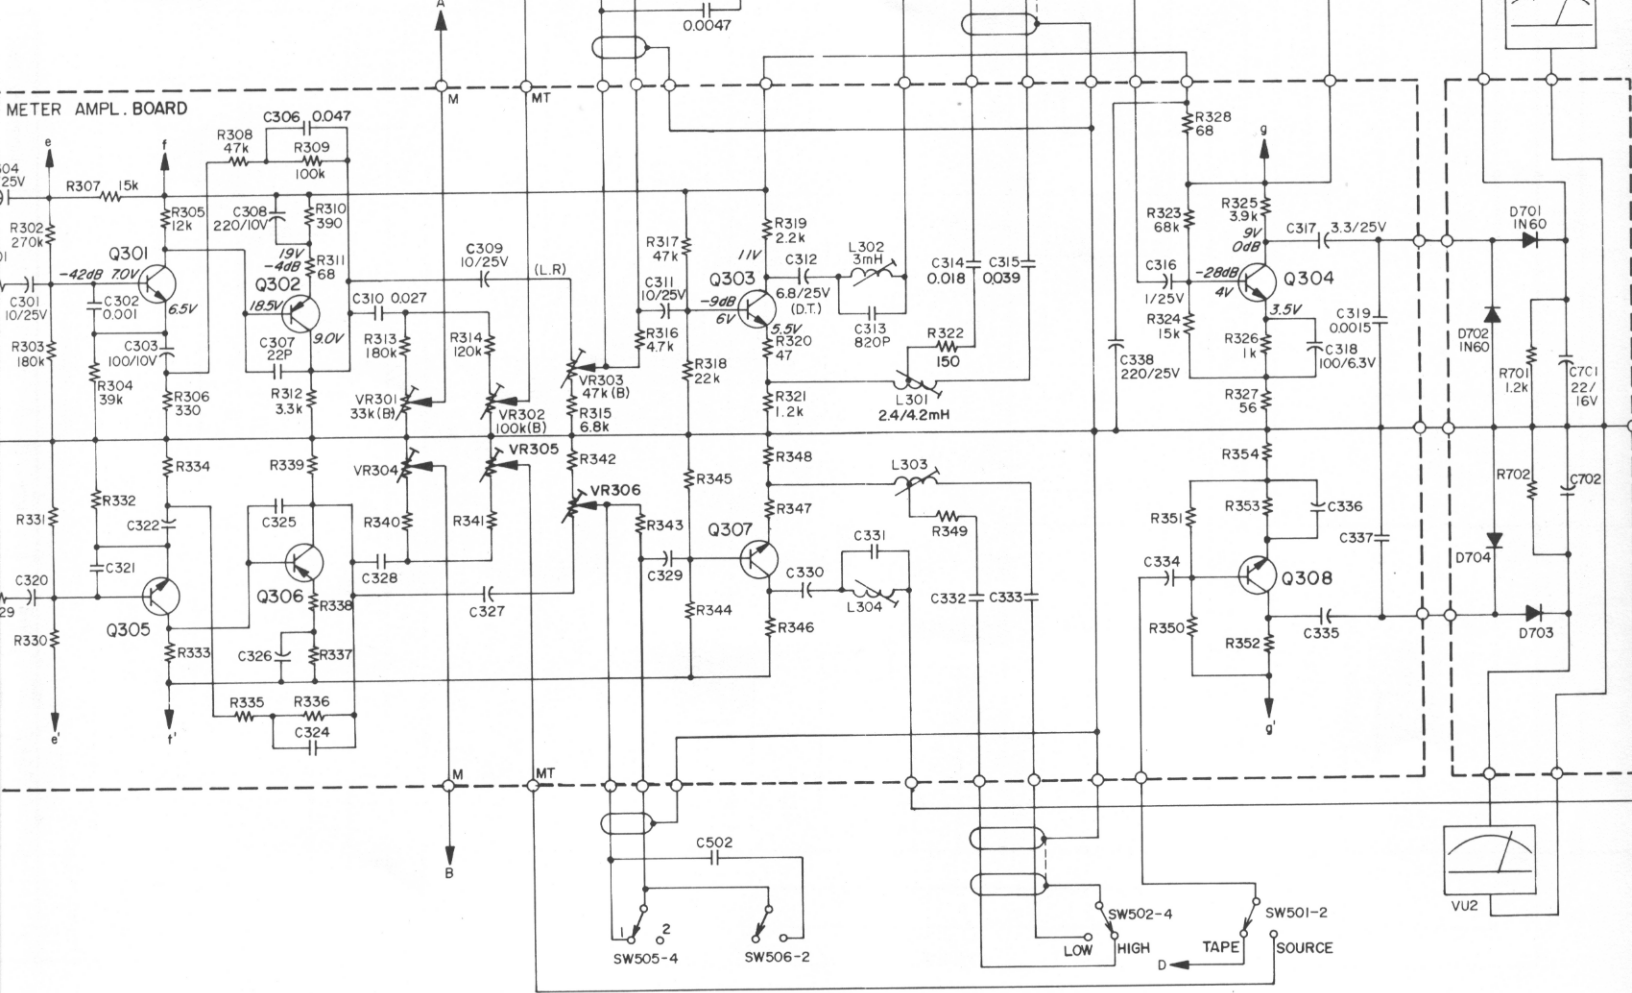 A
0.0047
M
MT
METER AMPL. BOARD
C306 0.047
R308
47k
R309
100k
R328
68
e
f
g
25V
R307 15k
R302
270k
R305
12k
C308
220/10V
R310
390
19V
-4dB
R311
68
Q301
-42dB 7.0V
6.5V
C301
10/25V
C302
0.001
Q302
18.5V
9.0V
C303
100/10V
C307
22P
R303
180k
R304
39k
R306
330
R312
3.3k
C309
10/25V
(L.R)
C310 0.027
R313
180k
R314
120k
VR301
33k(B)
VR302
100k(B)
VR303
47k(B)
R315
6.8k
R317
47k
C311
10/25V
R316
4.7k
R318
22k
R319
2.2k
11V
Q303
-9dB
6V
5.5V
R320
47
R321
1.2k
C312
6.8/25V
(D.T.)
L302
3mH
C313
820P
C314
0.018
C315
0.039
R322
150
L301
2.4/4.2mH
R323
68k
R325
3.9k
9V
0dB
C317 3.3/25V
C316
1/25V
-28dB
4V
Q304
3.5V
R324
15k
R326
1k
C318
100/6.3V
C319
0.0015
C338
220/25V
R327
56
D701
1N60
D702
1N60
R701
1.2k
22/
16V
R334
R339
VR304
VR305
R342
VR306
R345
R348
L303
R354
R332
R331
C322
C325
R340
R341
R343
Q307
R347
R349
R351
R353
C336
R702
C702
C321
C320
29
Q306
C328
C329
C331
C330
C334
Q308
C337
D704
R330
Q305
R338
C327
R344
L304
C332
C333
R350
C335
D703
R333
C326
R337
R346
R352
R335
R336
C324
e'
f'
g'
M
MT
B
C502
1
2
SW505-4
SW506-2
SW502-4
LOW
HIGH
SW501-2
TAPE
SOURCE
D
VU2